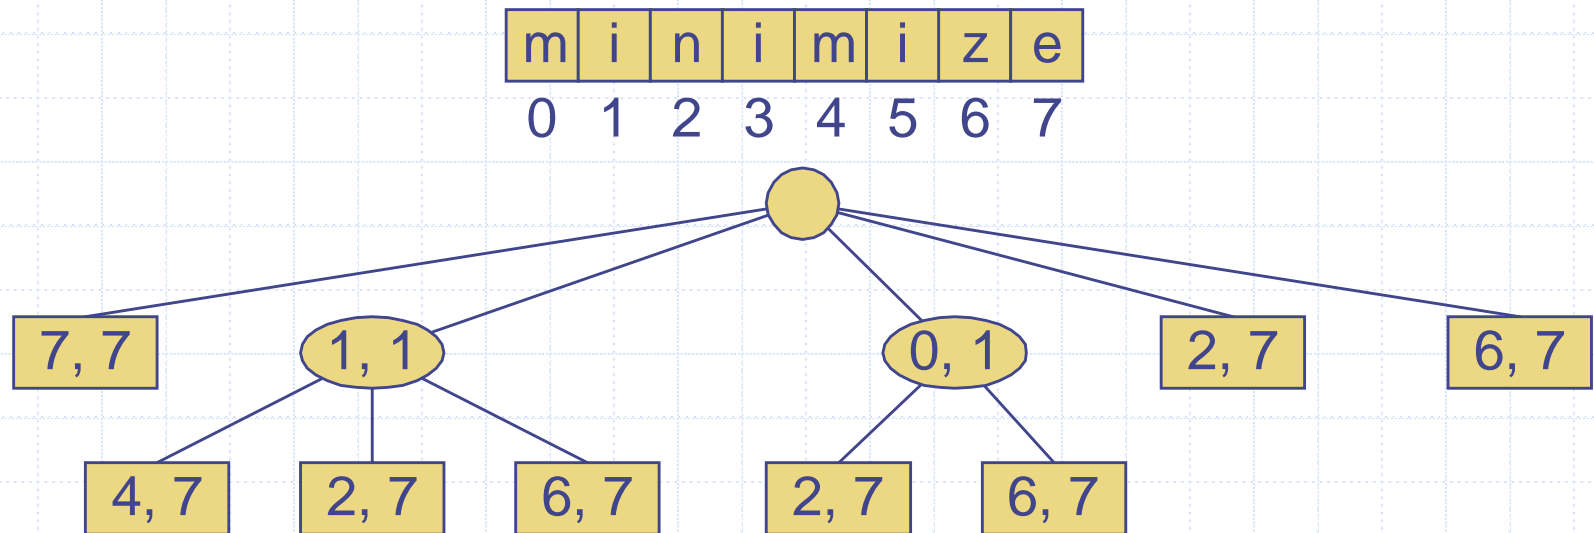 m i n i m i z e
0 1 2 3 4 5 6 7
7, 7 1, 1 0, 1 2, 7 6, 7
4, 7 2, 7 6, 7 2, 7 6, 7